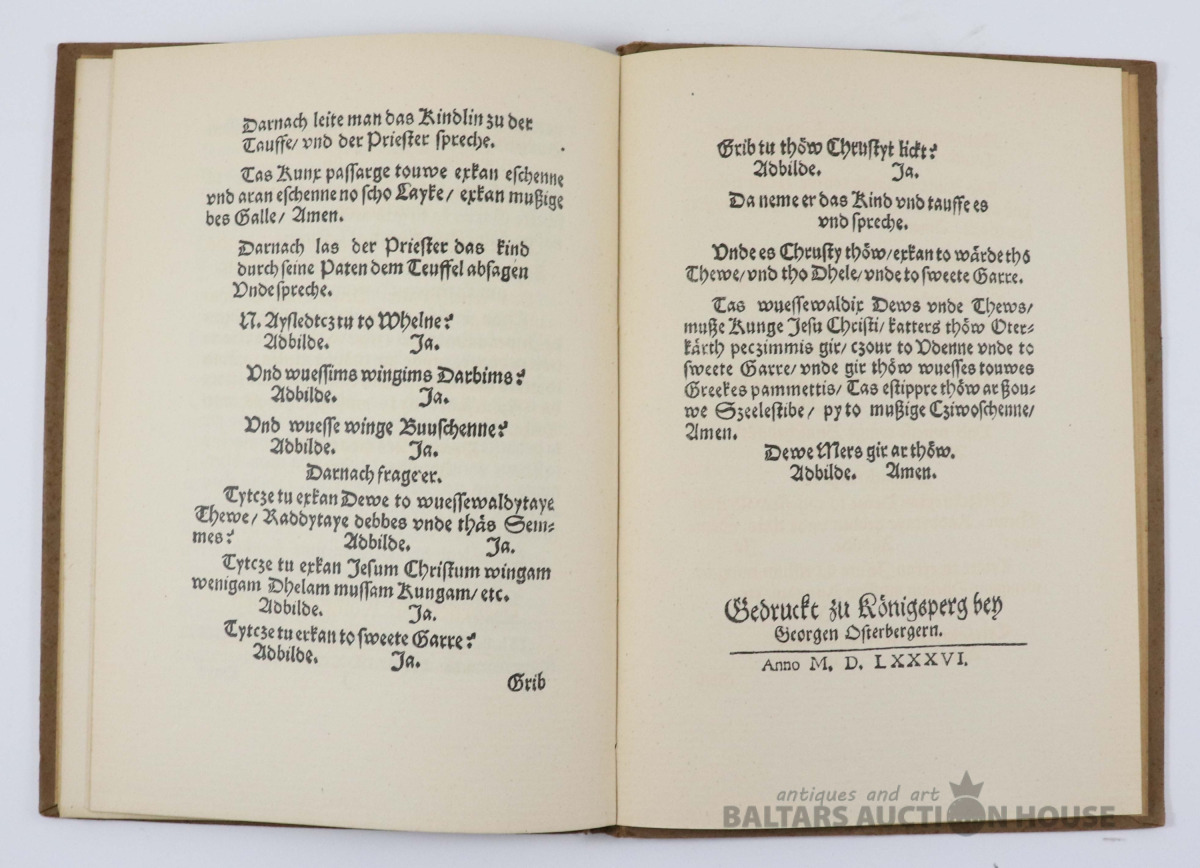 Darnach leite man das Kindlin zu der
Tauffe/ vnd der Priester spreche.
Tas Kunx passarge touwe exkan eschenne
vnd aran eschenne no scho Layke/ exkan mußige
bes Galle/ Amen.
Darnach las der Priester das kind
durch seine Paten dem Teuffel absagen
Vnde spreche.
N. Aysledtcz tu to Whelne?
Adbilde. Ja.
Vnd wuessims wingims Darbims?
Adbilde. Ja.
Vnd wuesse winge Buuschenne?
Adbilde. Ja.
Darnach frage er.
Tytcze tu exkan Dewe to wuessewaldytaye
Thewe/ Raddytaye debbes vnde thäs Sem-
mes? Adbilde. Ja.
Tytcze tu exkan Jesum Christum wingam
wenigam Dhelam mussam Kungam/ etc.
Adbilde. Ja.
Tytcze tu exkan to sweete Garre?
Adbilde. Ja.
Grib
Grib tu thöw Chrustyt lickt?
Adbilde. Ja.
Da neme er das Kind vnd tauffe es
vnd spreche.
Vnde es Chrusty thöw/ exkan to wärde thö
Thewe/ vnd tho Dhele/ vnde to sweete Garre.
Tas wuessewaldix Dews vnde Thews/
muße Kunge Jesu Christi/ katters thöw Oter-
kärth peczimmis gir/ czour to Vdenne vnde to
sweete Garre/ vnde gir thöw wuesses touwes
Greekes pammettis/ Tas estippre thöw ar ßou-
we Szeelestibe/ py to mußige Cziwoschenne/
Amen.
Dewe Mers gir ar thöw.
Adbilde. Amen.
Gedruckt zu Königsperg bey
Georgen Osterbergern.
Anno M. D. LXXXVI.
antiques and art
BALTARS AUCTION HOUSE